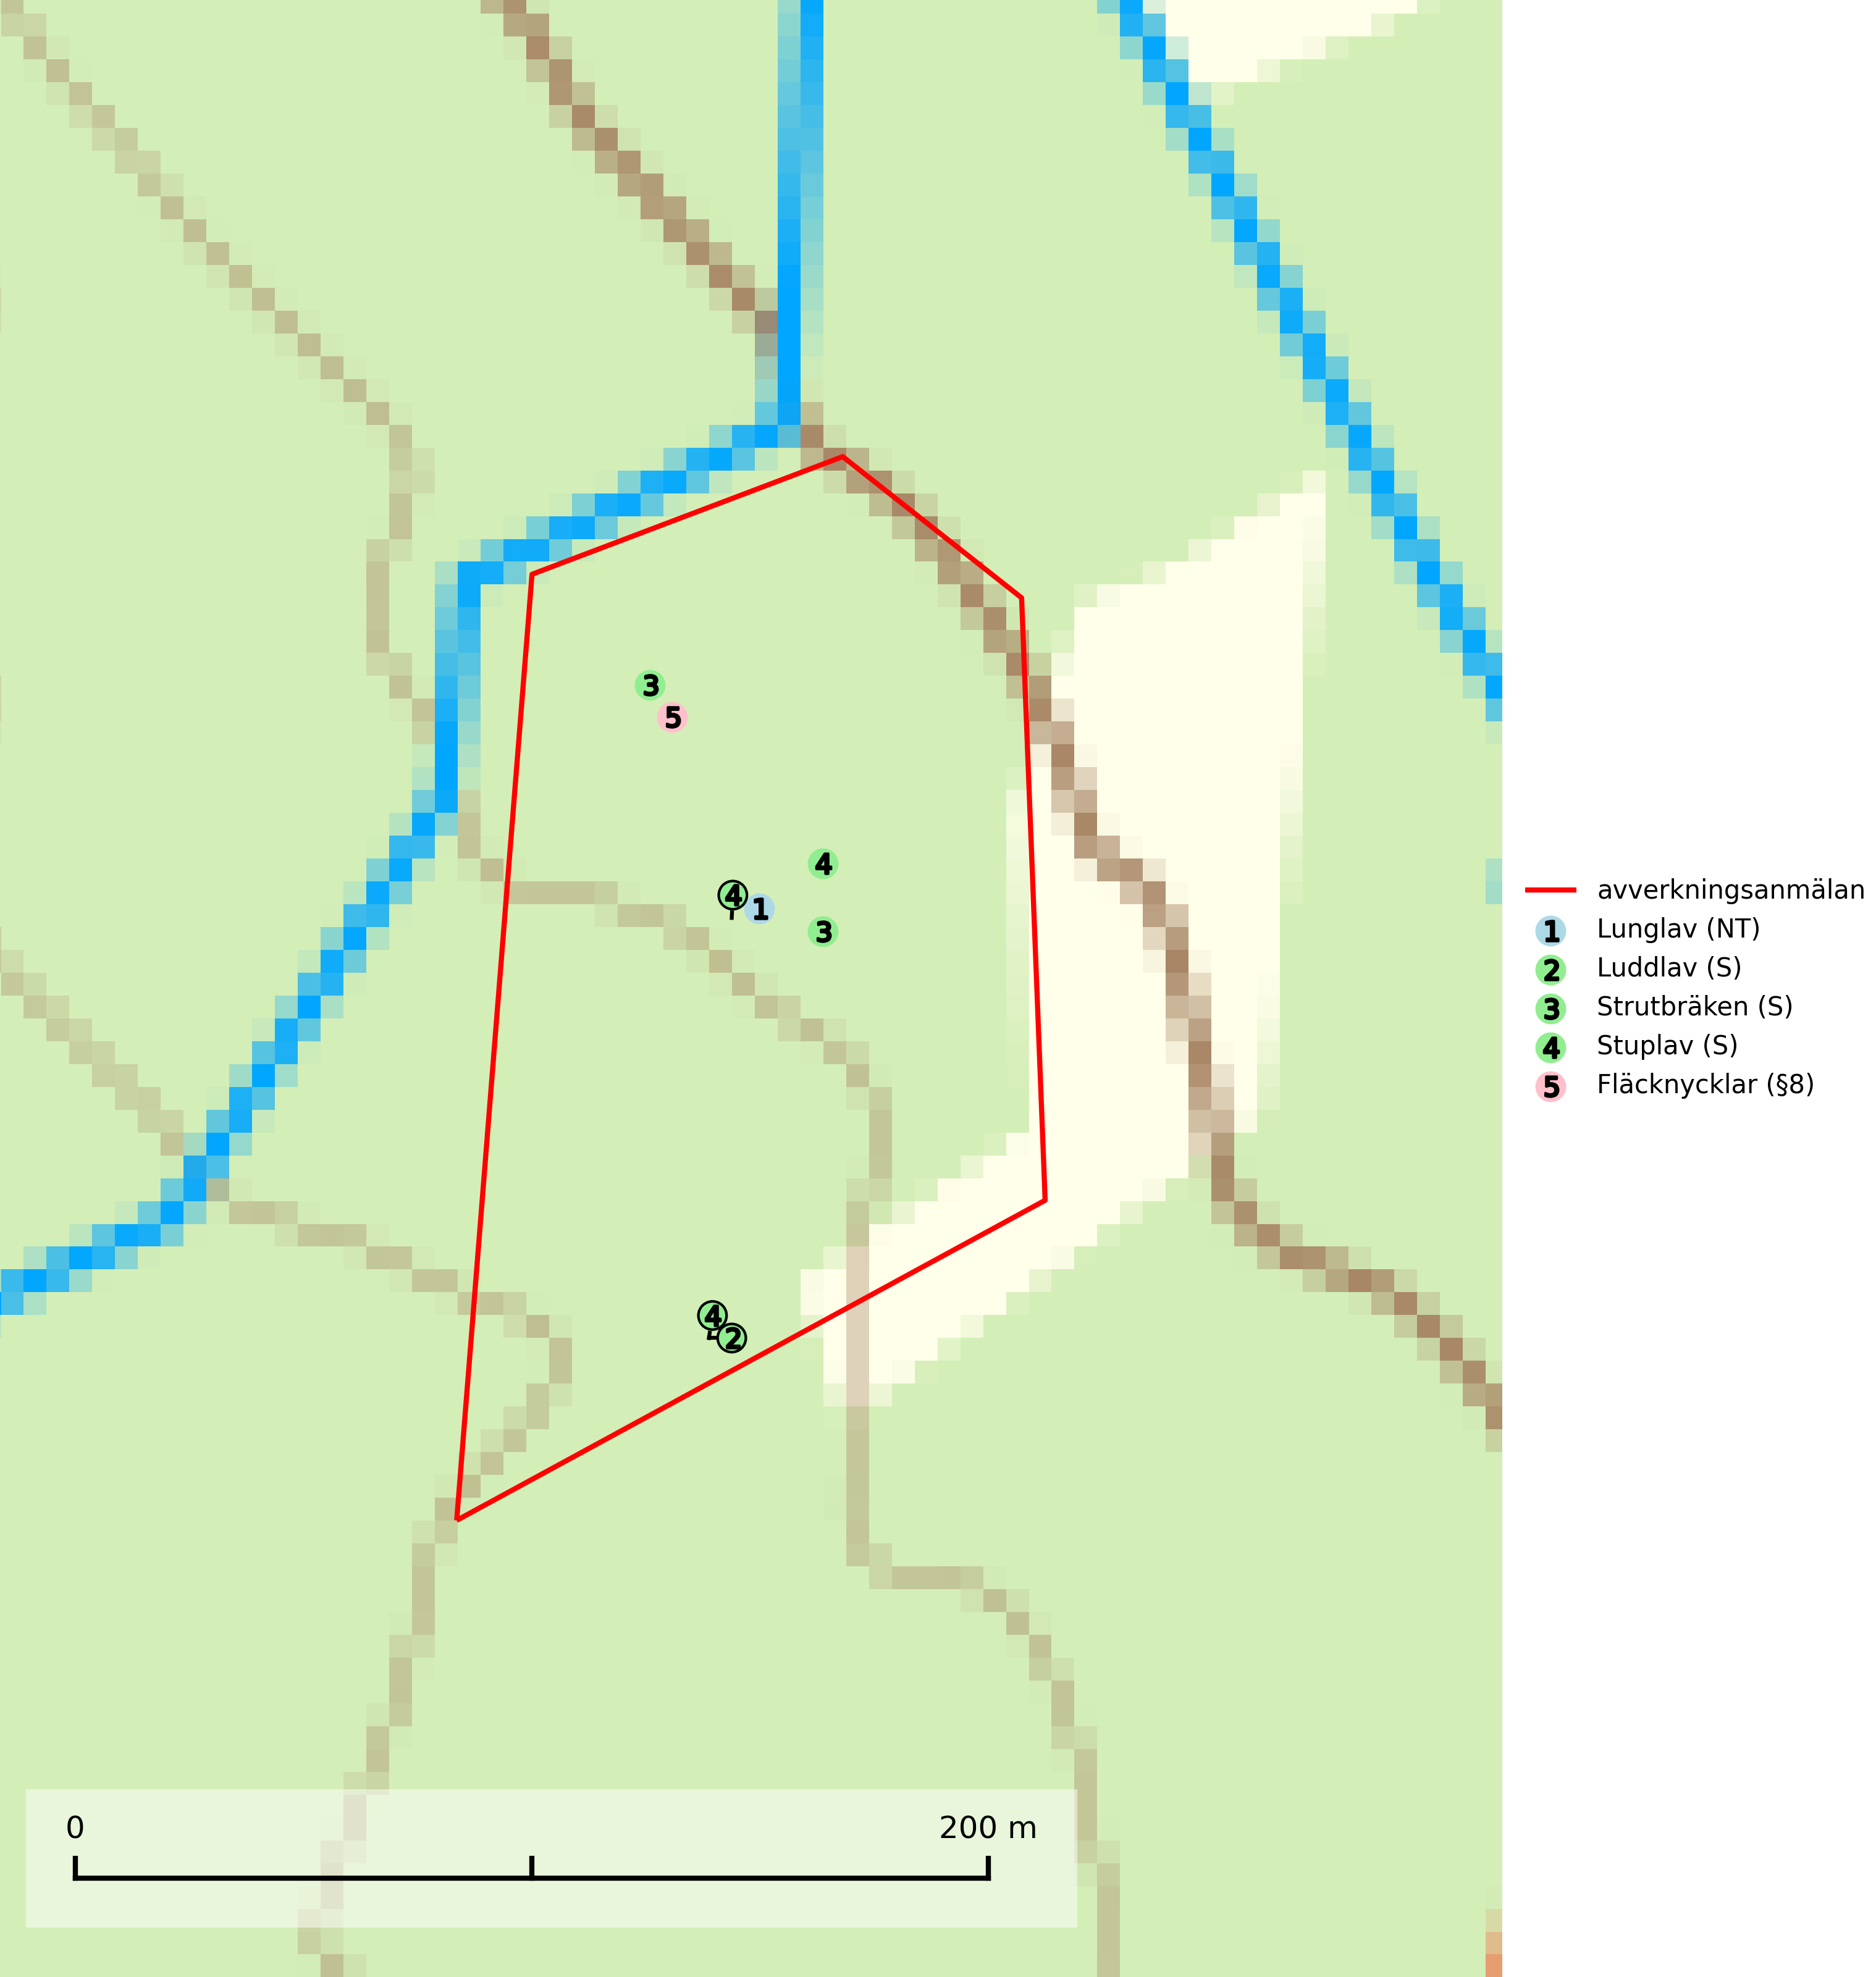 3
5
4
4
1
3
4
2
avverkningsanmälan
1 Lunglav (NT)
2 Luddlav (S)
3 Strutbräken (S)
4 Stuplav (S)
5 Fläcknycklar (§8)
0 200 m